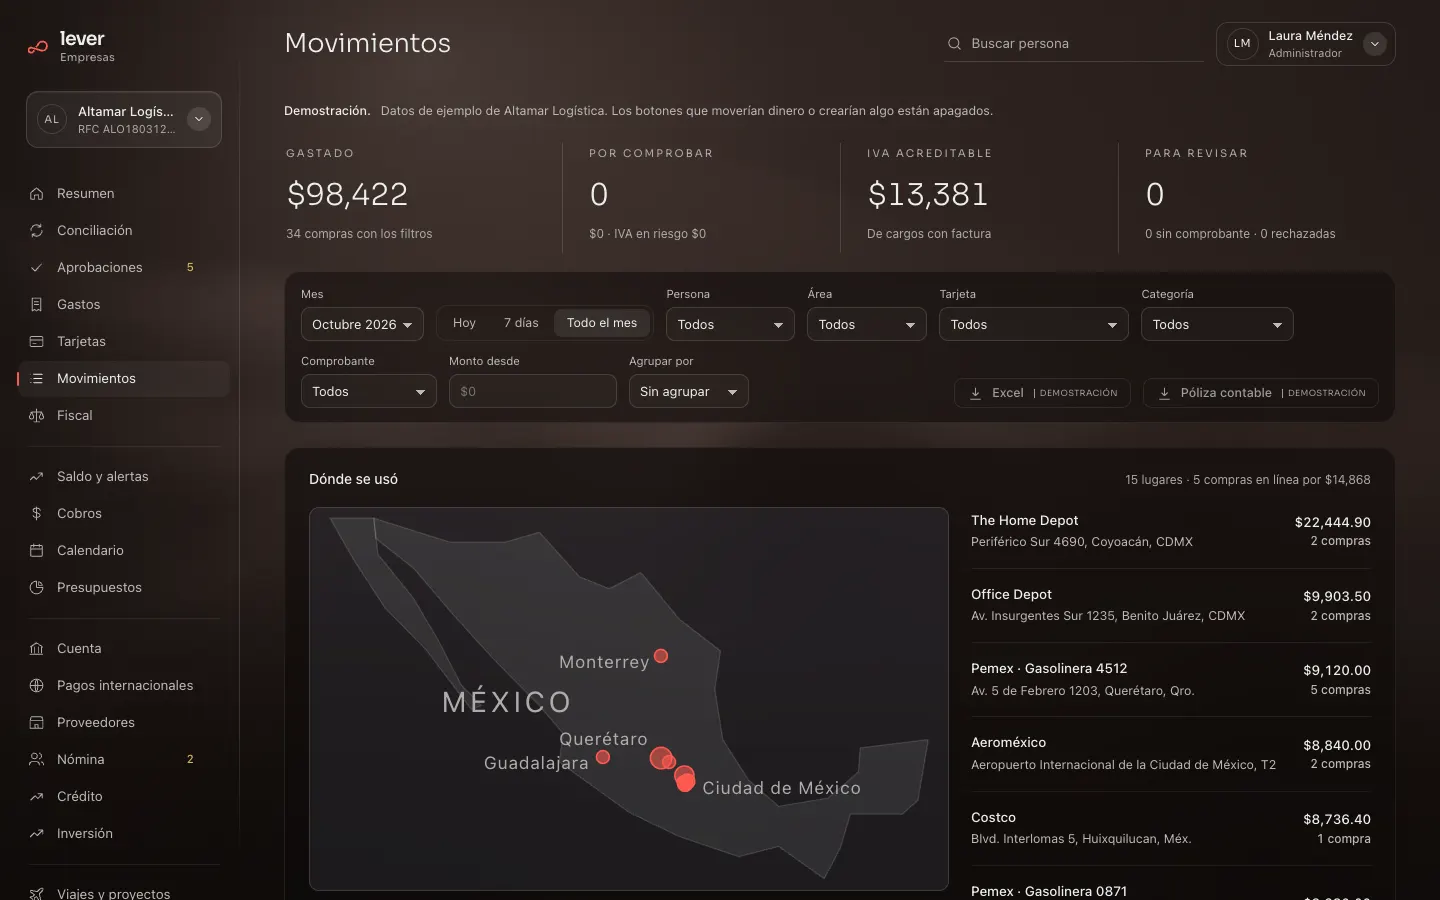 lever
Empresas
Movimientos
Buscar persona
LM
Laura Méndez
Administrador
AL
Altamar Logís...
RFC ALO180312...
Demostración. Datos de ejemplo de Altamar Logística. Los botones que moverían dinero o crearían algo están apagados.
GASTADO
$98,422
34 compras con los filtros
POR COMPROBAR
0
$0 · IVA en riesgo $0
IVA ACREDITABLE
$13,381
De cargos con factura
PARA REVISAR
0
0 sin comprobante · 0 rechazadas
Resumen
Conciliación
Aprobaciones 5
Gastos
Tarjetas
Movimientos
Fiscal
Saldo y alertas
Cobros
Calendario
Presupuestos
Cuenta
Pagos internacionales
Proveedores
Nómina 2
Crédito
Inversión
Viajes y proyectos
Mes
Octubre 2026
Hoy
7 días
Todo el mes
Persona
Todos
Área
Todos
Tarjeta
Todos
Categoría
Todos
Comprobante
Todos
Monto desde
$0
Agrupar por
Sin agrupar
Excel | DEMOSTRACIÓN
Póliza contable | DEMOSTRACIÓN
Dónde se usó
15 lugares · 5 compras en línea por $14,868
Monterrey
MÉXICO
Querétaro
Guadalajara
Ciudad de México
The Home Depot $22,444.90
Periférico Sur 4690, Coyoacán, CDMX 2 compras
Office Depot $9,903.50
Av. Insurgentes Sur 1235, Benito Juárez, CDMX 2 compras
Pemex · Gasolinera 4512 $9,120.00
Av. 5 de Febrero 1203, Querétaro, Qro. 5 compras
Aeroméxico $8,840.00
Aeropuerto Internacional de la Ciudad de México, T2 2 compras
Costco $8,736.40
Blvd. Interlomas 5, Huixquilucan, Méx. 1 compra
Pemex · Gasolinera 0871